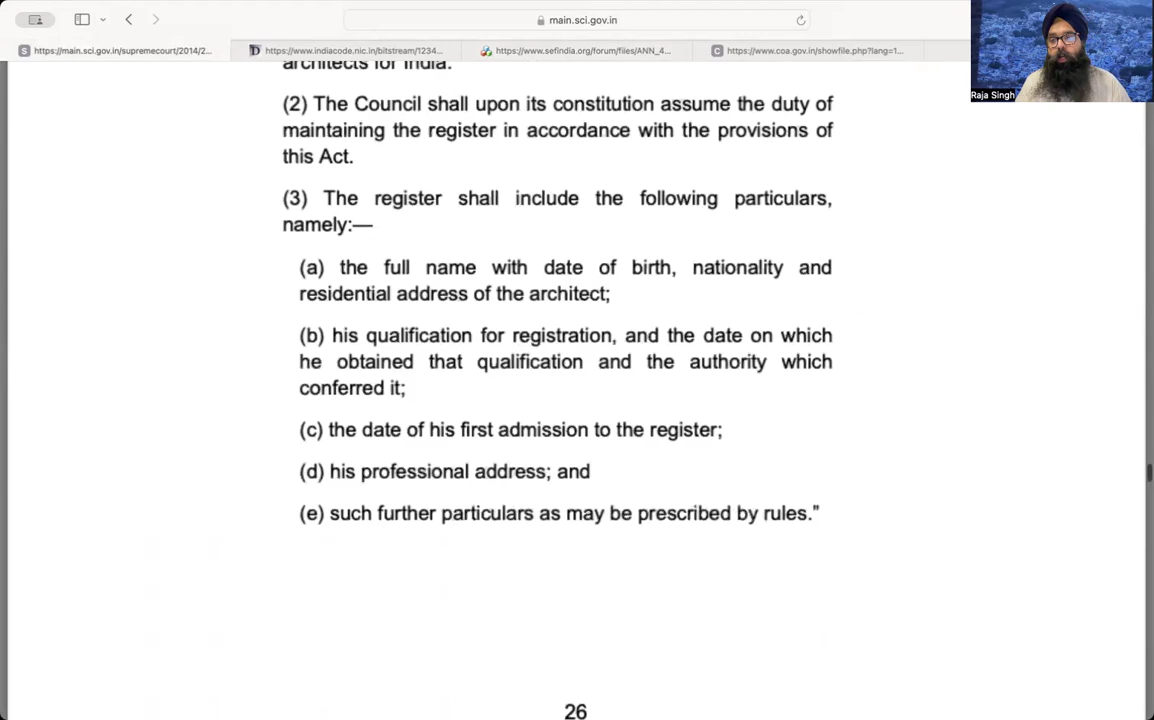 main.sci.gov.in
https://main.sci.gov.in/supremecourt/2014/2...
https://www.indiacode.nic.in/bitstream/1234...
https://www.sefindia.org/forum/files/ANN_4...
https://www.coa.gov.in/showfile.php?lang=1...
Raja Singh
architects for India.
(2) The Council shall upon its constitution assume the duty of
maintaining the register in accordance with the provisions of
this Act.
(3) The register shall include the following particulars,
namely:—
(a) the full name with date of birth, nationality and
residential address of the architect;
(b) his qualification for registration, and the date on which
he obtained that qualification and the authority which
conferred it;
(c) the date of his first admission to the register;
(d) his professional address; and
(e) such further particulars as may be prescribed by rules.”
26